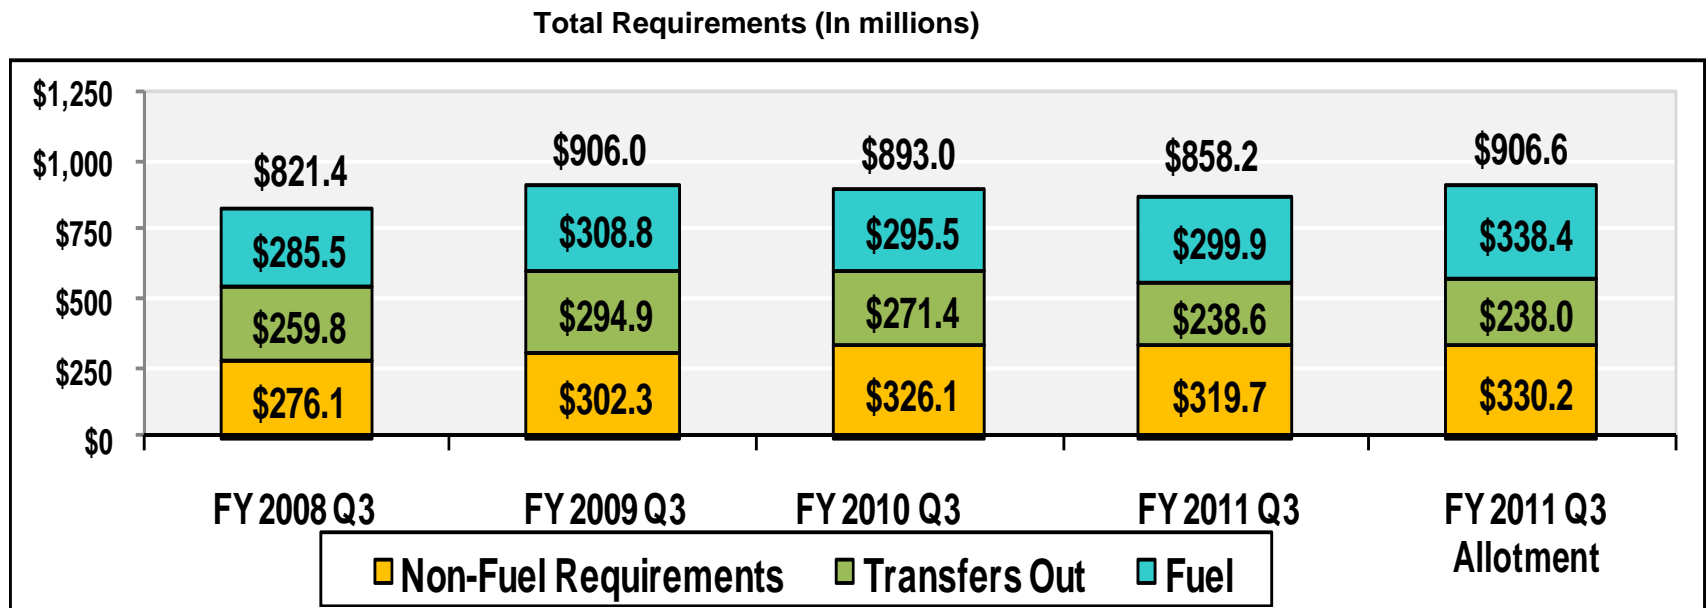 Total Requirements (In millions)
$1,250
$1,000
$750
$500
$250
$0
$821.4
$906.0
$893.0
$858.2
$906.6
$285.5
$308.8
$295.5
$299.9
$338.4
$259.8
$294.9
$271.4
$238.6
$238.0
$276.1
$302.3
$326.1
$319.7
$330.2
FY 2008 Q3
FY 2009 Q3
FY 2010 Q3
FY 2011 Q3
FY 2011 Q3
Allotment
Non-Fuel Requirements
Transfers Out
Fuel